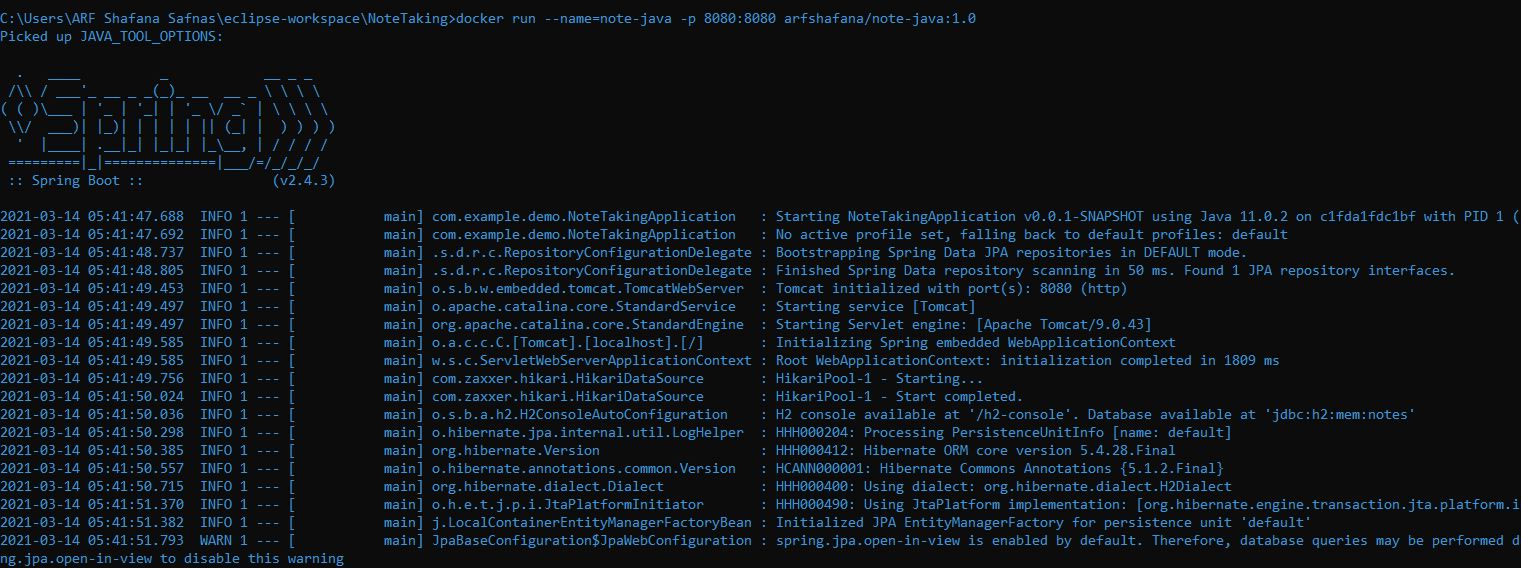 C:\Users\ARF Shafana Safnas\eclipse-workspace\NoteTaking>docker run --name=note-java -p 8080:8080 arfshafana/note-java:1.0
Picked up JAVA_TOOL_OPTIONS:

  .   ____          _            __ _ _
 /\\ / ___'_ __ _ _(_)_ __  __ _ \ \ \ \
( ( )\___ | '_ | '_| | '_ \/ _` | \ \ \ \
 \\/  ___)| |_)| | | | | || (_| |  ) ) ) )
  '  |____| .__|_| |_|_| |_\__, | / / / /
 =========|_|==============|___/=/_/_/_/
 :: Spring Boot ::                (v2.4.3)

2021-03-14 05:41:47.688  INFO 1 --- [           main] com.example.demo.NoteTakingApplication   : Starting NoteTakingApplication v0.0.1-SNAPSHOT using Java 11.0.2 on c1fda1fdc1bf with PID 1 (
2021-03-14 05:41:47.692  INFO 1 --- [           main] com.example.demo.NoteTakingApplication   : No active profile set, falling back to default profiles: default
2021-03-14 05:41:48.737  INFO 1 --- [           main] .s.d.r.c.RepositoryConfigurationDelegate : Bootstrapping Spring Data JPA repositories in DEFAULT mode.
2021-03-14 05:41:48.805  INFO 1 --- [           main] .s.d.r.c.RepositoryConfigurationDelegate : Finished Spring Data repository scanning in 50 ms. Found 1 JPA repository interfaces.
2021-03-14 05:41:49.453  INFO 1 --- [           main] o.s.b.w.embedded.tomcat.TomcatWebServer  : Tomcat initialized with port(s): 8080 (http)
2021-03-14 05:41:49.497  INFO 1 --- [           main] o.apache.catalina.core.StandardService   : Starting service [Tomcat]
2021-03-14 05:41:49.497  INFO 1 --- [           main] org.apache.catalina.core.StandardEngine  : Starting Servlet engine: [Apache Tomcat/9.0.43]
2021-03-14 05:41:49.585  INFO 1 --- [           main] o.a.c.c.C.[Tomcat].[localhost].[/]       : Initializing Spring embedded WebApplicationContext
2021-03-14 05:41:49.585  INFO 1 --- [           main] w.s.c.ServletWebServerApplicationContext : Root WebApplicationContext: initialization completed in 1809 ms
2021-03-14 05:41:49.756  INFO 1 --- [           main] com.zaxxer.hikari.HikariDataSource       : HikariPool-1 - Starting...
2021-03-14 05:41:50.024  INFO 1 --- [           main] com.zaxxer.hikari.HikariDataSource       : HikariPool-1 - Start completed.
2021-03-14 05:41:50.036  INFO 1 --- [           main] o.s.b.a.h2.H2ConsoleAutoConfiguration    : H2 console available at '/h2-console'. Database available at 'jdbc:h2:mem:notes'
2021-03-14 05:41:50.298  INFO 1 --- [           main] o.hibernate.jpa.internal.util.LogHelper  : HHH000204: Processing PersistenceUnitInfo [name: default]
2021-03-14 05:41:50.385  INFO 1 --- [           main] org.hibernate.Version                    : HHH000412: Hibernate ORM core version 5.4.28.Final
2021-03-14 05:41:50.557  INFO 1 --- [           main] o.hibernate.annotations.common.Version   : HCANN000001: Hibernate Commons Annotations {5.1.2.Final}
2021-03-14 05:41:50.715  INFO 1 --- [           main] org.hibernate.dialect.Dialect            : HHH000400: Using dialect: org.hibernate.dialect.H2Dialect
2021-03-14 05:41:51.370  INFO 1 --- [           main] o.h.e.t.j.p.i.JtaPlatformInitiator       : HHH000490: Using JtaPlatform implementation: [org.hibernate.engine.transaction.jta.platform.i
2021-03-14 05:41:51.382  INFO 1 --- [           main] j.LocalContainerEntityManagerFactoryBean : Initialized JPA EntityManagerFactory for persistence unit 'default'
2021-03-14 05:41:51.793  WARN 1 --- [           main] JpaBaseConfiguration$JpaWebConfiguration : spring.jpa.open-in-view is enabled by default. Therefore, database queries may be performed d
ng.jpa.open-in-view to disable this warning